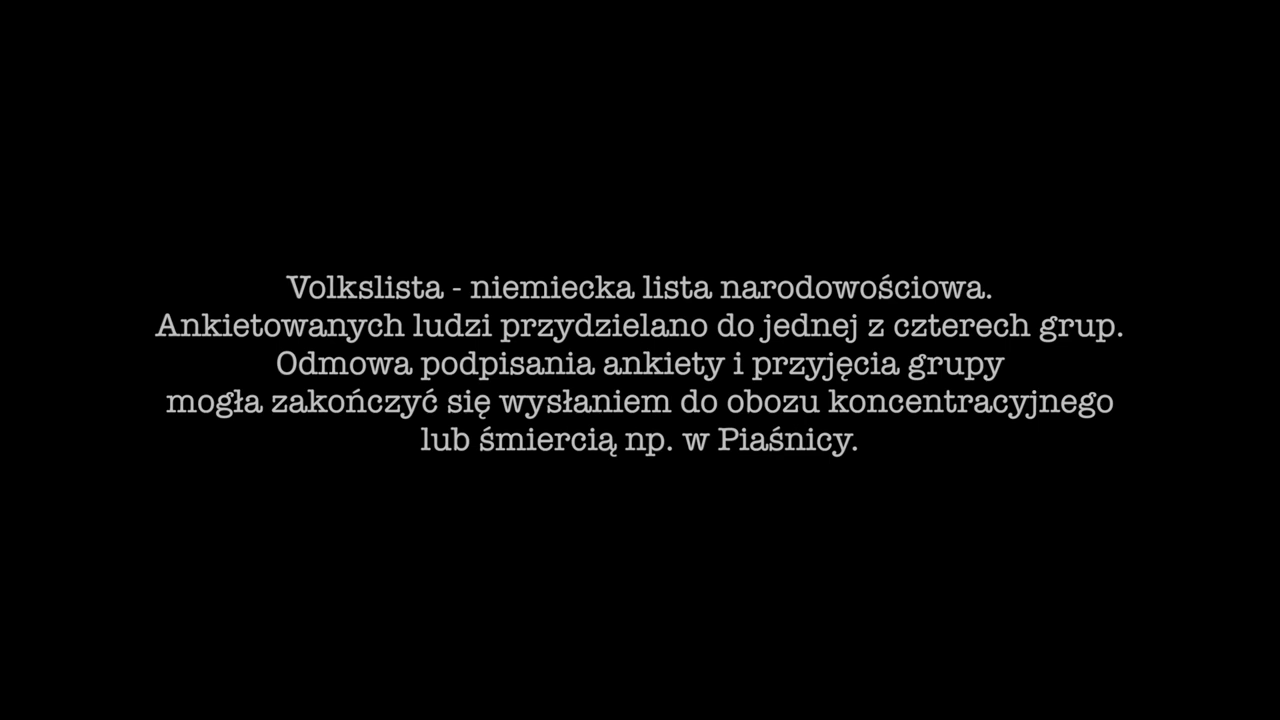 Volkslista - niemiecka lista narodowościowa.
Ankietowanych ludzi przydzielano do jednej z czterech grup.
Odmowa podpisania ankiety i przyjęcia grupy
mogła zakończyć się wysłaniem do obozu koncentracyjnego
lub śmiercią np. w Piaśnicy.